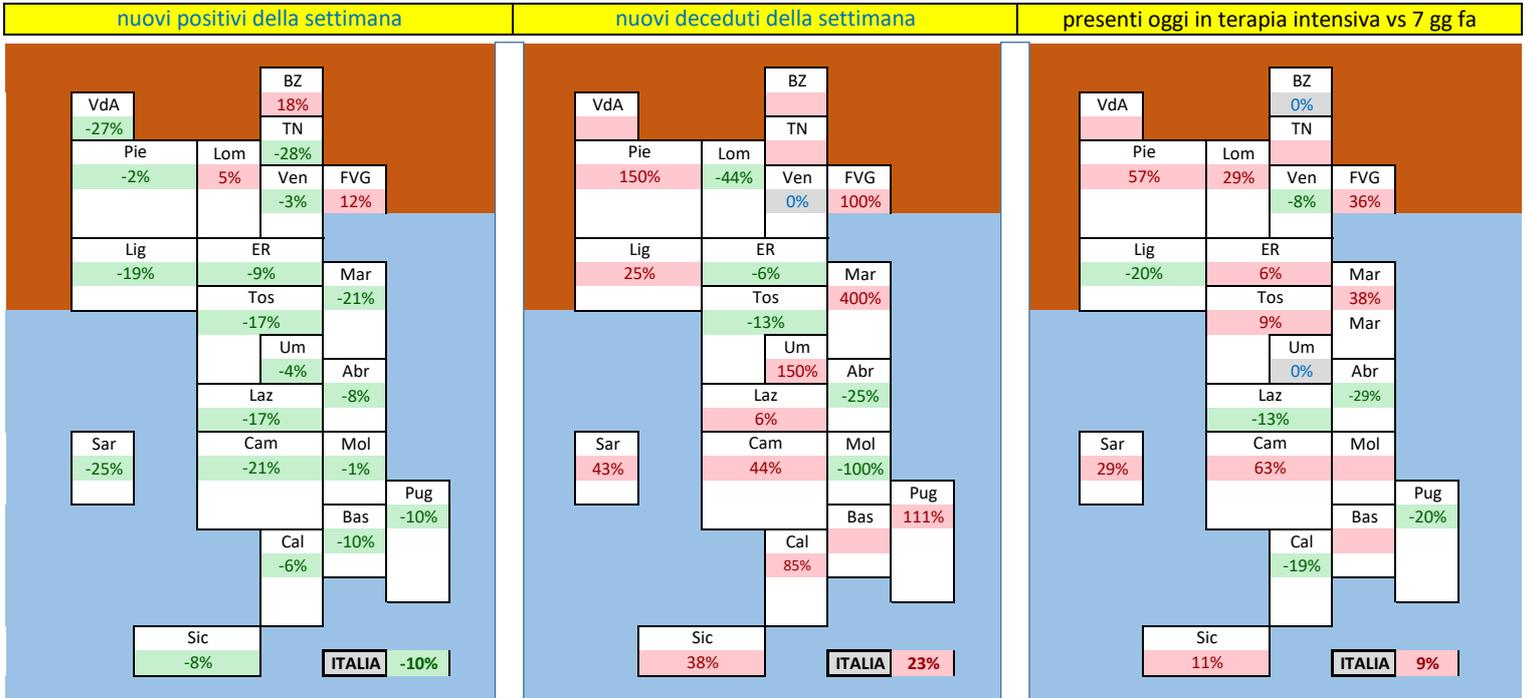 nuovi positivi della settimana
BZ
VdA
18%
-27%
TN
Pie
Lom
-28%
-2%
5%
Ven
FVG
-3%
12%
Lig
ER
-19%
-9%
Mar
Tos
-21%
-17%
Um
-4%
Abr
Laz
-8%
-17%
Sar
Cam
Mol
-25%
-21%
-1%
Pug
Bas
-10%
Cal
-10%
-6%
Sic
-8%
ITALIA
-10%
nuovi deceduti della settimana
BZ
VdA
TN
Pie
Lom
150%
-44%
Ven
FVG
0%
100%
Lig
ER
25%
-6%
Mar
Tos
400%
-13%
Um
150%
Abr
Laz
-25%
6%
Sar
Cam
Mol
43%
44%
-100%
Pug
Bas
111%
Cal
85%
Sic
38%
ITALIA
23%
presenti oggi in terapia intensiva vs 7 gg fa
BZ
VdA
0%
TN
Pie
Lom
57%
29%
Ven
FVG
-8%
36%
Lig
ER
-20%
6%
Mar
Tos
38%
9%
Mar
Um
0%
Abr
Laz
-29%
-13%
Sar
Cam
Mol
29%
63%
Pug
Bas
-20%
Cal
-19%
Sic
11%
ITALIA
9%